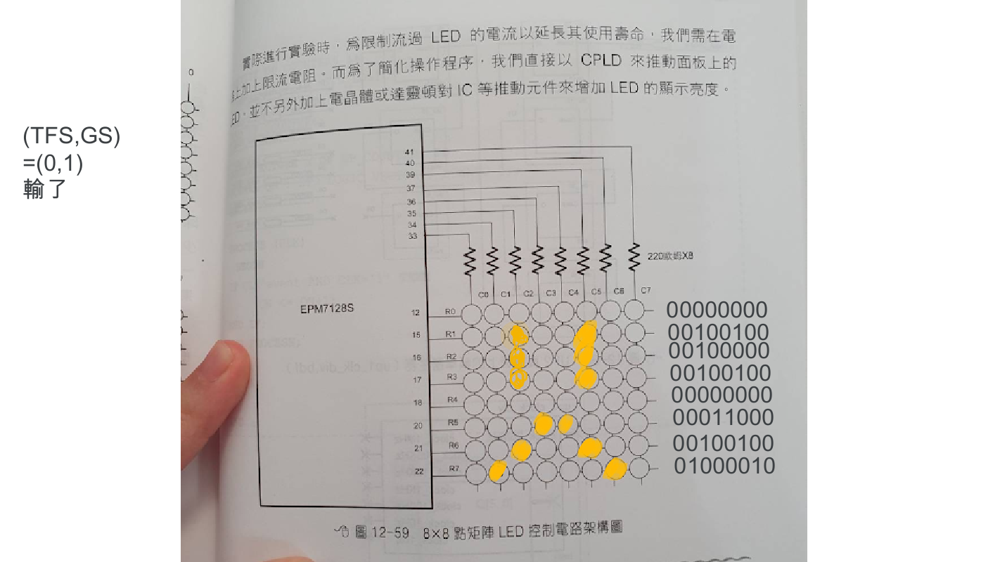 (TFS,GS)
=(0,1)
輸了
實際進行實驗時，為限制流過 LED 的電流以延長其使用壽命，我們需在電
上加上限流電阻。而為了簡化操作程序，我們直接以 CPLD 來推動面板上的
ED，並不另外加上電晶體或達靈頓對 IC 等推動元件來增加 LED 的顯示亮度。
41
40
39
37
36
35
34
33
220歐姆X8
C0 C1 C2 C3 C4 C5 C6 C7
EPM7128S
12 R0 00000000
15 R1 00100100
16 R2 00100000
17 R3 00100100
18 R4 00000000
20 R5 00011000
21 R6 00100100
22 R7 01000010
圖 12-59 8×8 點矩陣 LED 控制電路架構圖